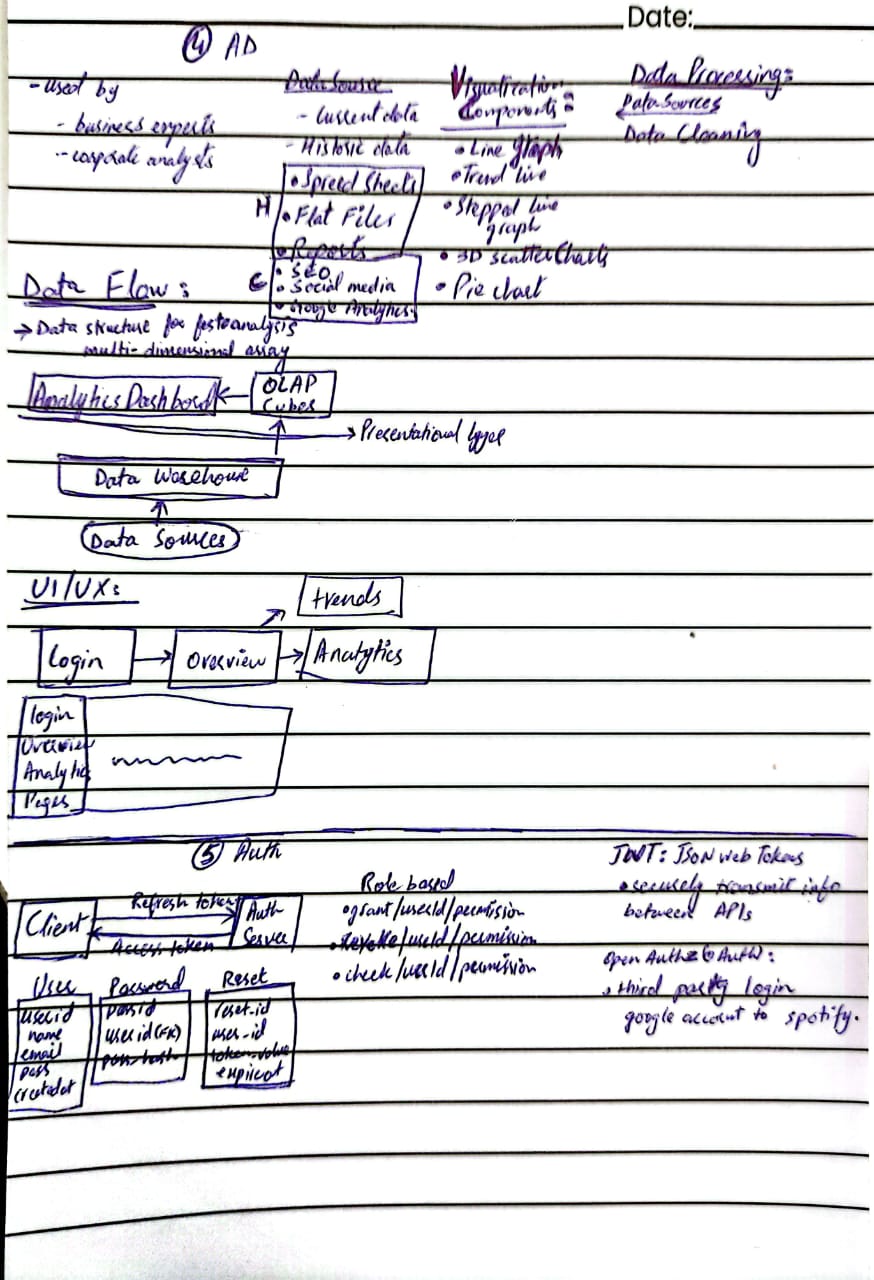 Date:
④ AD
- used by
- business experts
- corporate analysts
Data Source
- Current data
- Historic data
H
• Spread Sheets
• Flat Files
• Reports
C
• SEO
• Social media
• Google Analytics
Visualization
Components:
• Line graph
• Trend line
• Stepped line
graph
• 3D scatter Charts
• Pie chart
Data Processing:
Data Sources
Data Cleaning
Data Flow:
→ Data structure for fast analysis
multi-dimensional array
Analytics Dashbord
OLAP
Cubes
→ Presentational layer
Data Warehouse
Data Sources
UI/UX:
trends
Login
Overview
Analytics
login
Overview
Analytics
Pages
⑤ Auth
Client
Refresh token
Access token
Auth
Server
Role based
• grant/userId/permision
• revoke/userId/permission
• check/userId/permission
JWT: JSON web Tokens
• securely transmit info
between APIs
Open Auth (OAuth):
• third party login
google account to spotify.
User
userid
name
email
pass
createdat
Password
passid
user id (FK)
pass-hash
Reset
reset-id
user-id
token-value
expireat